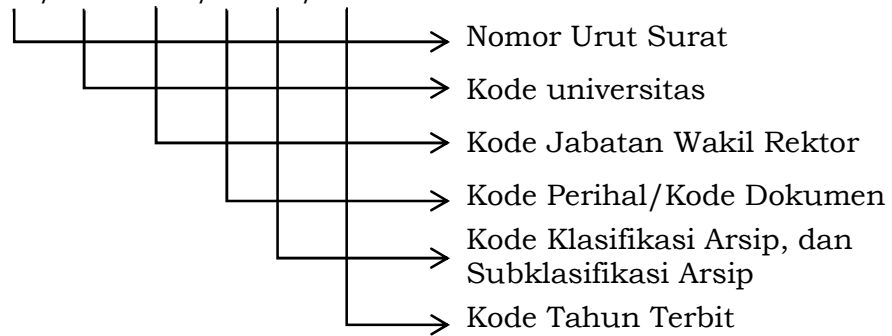 Nomor Urut Surat
Kode universitas
Kode Jabatan Wakil Rektor
Kode Perihal/Kode Dokumen
Kode Klasifikasi Arsip, dan
Subklasifikasi Arsip
Kode Tahun Terbit